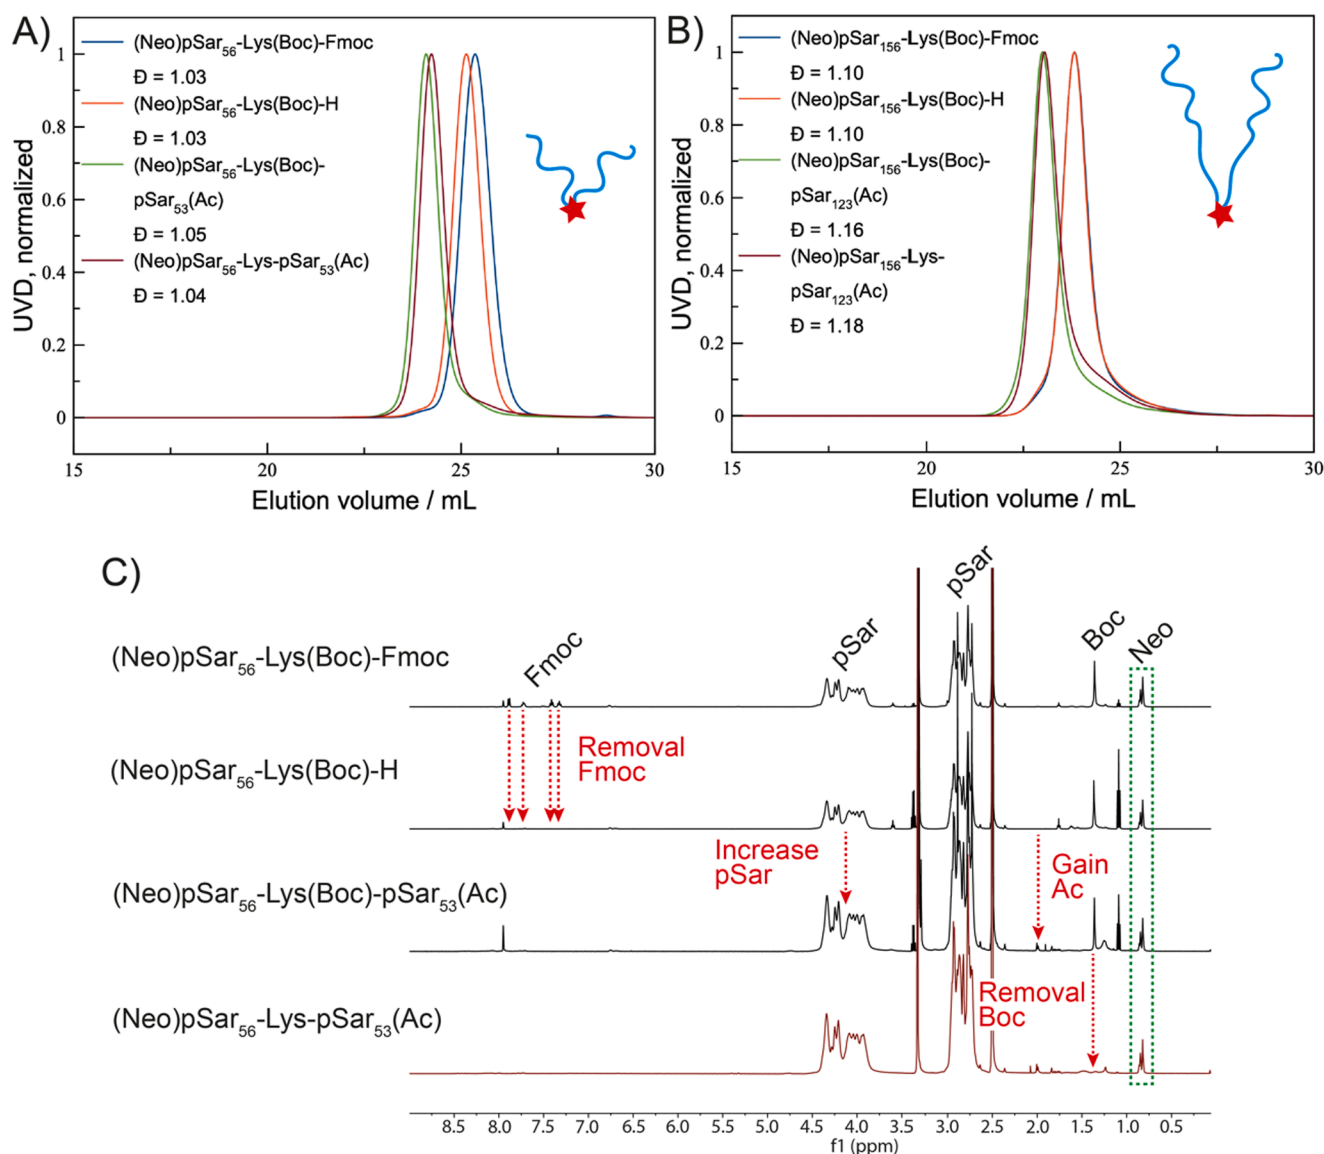 A)
(Neo)pSar56-Lys(Boc)-Fmoc
Đ = 1.03
(Neo)pSar56-Lys(Boc)-H
Đ = 1.03
(Neo)pSar56-Lys(Boc)-
pSar53(Ac)
Đ = 1.05
(Neo)pSar56-Lys-pSar53(Ac)
Đ = 1.04
UVD, normalized
1
0.8
0.6
0.4
0.2
0
15 20 25 30
Elution volume / mL
B)
(Neo)pSar156-Lys(Boc)-Fmoc
Đ = 1.10
(Neo)pSar156-Lys(Boc)-H
Đ = 1.10
(Neo)pSar156-Lys(Boc)-
pSar123(Ac)
Đ = 1.16
(Neo)pSar156-Lys-
pSar123(Ac)
Đ = 1.18
UVD, normalized
1
0.8
0.6
0.4
0.2
0
15 20 25 30
Elution volume / mL
C)
(Neo)pSar56-Lys(Boc)-Fmoc
Fmoc
pSar
pSar
Boc
Neo
Removal
Fmoc
(Neo)pSar56-Lys(Boc)-H
Increase
pSar
Gain
Ac
(Neo)pSar56-Lys(Boc)-pSar53(Ac)
Removal
Boc
(Neo)pSar56-Lys-pSar53(Ac)
8.5 8.0 7.5 7.0 6.5 6.0 5.5 5.0 4.5 4.0 3.5 3.0 2.5 2.0 1.5 1.0 0.5
f1 (ppm)